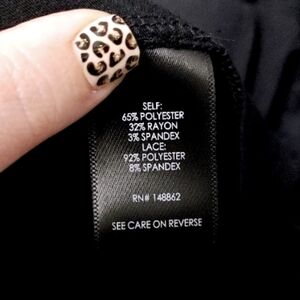 SELF:
65% POLYESTER
32% RAYON
3% SPANDEX
LACE:
92% POLYESTER
8% SPANDEX
RN# 148862
SEE CARE ON REVERSE